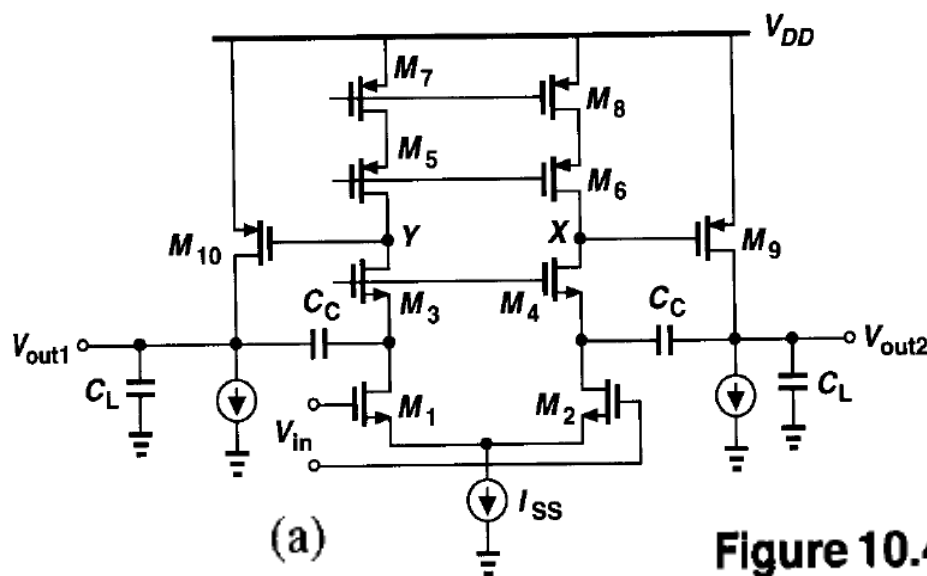 V_DD
M_7
M_8
M_5
M_6
Y
X
M_10
M_9
C_C
M_3
M_4
C_C
V_out1
V_out2
C_L
M_1
M_2
C_L
V_in
I_SS
(a)
Figure 10.4